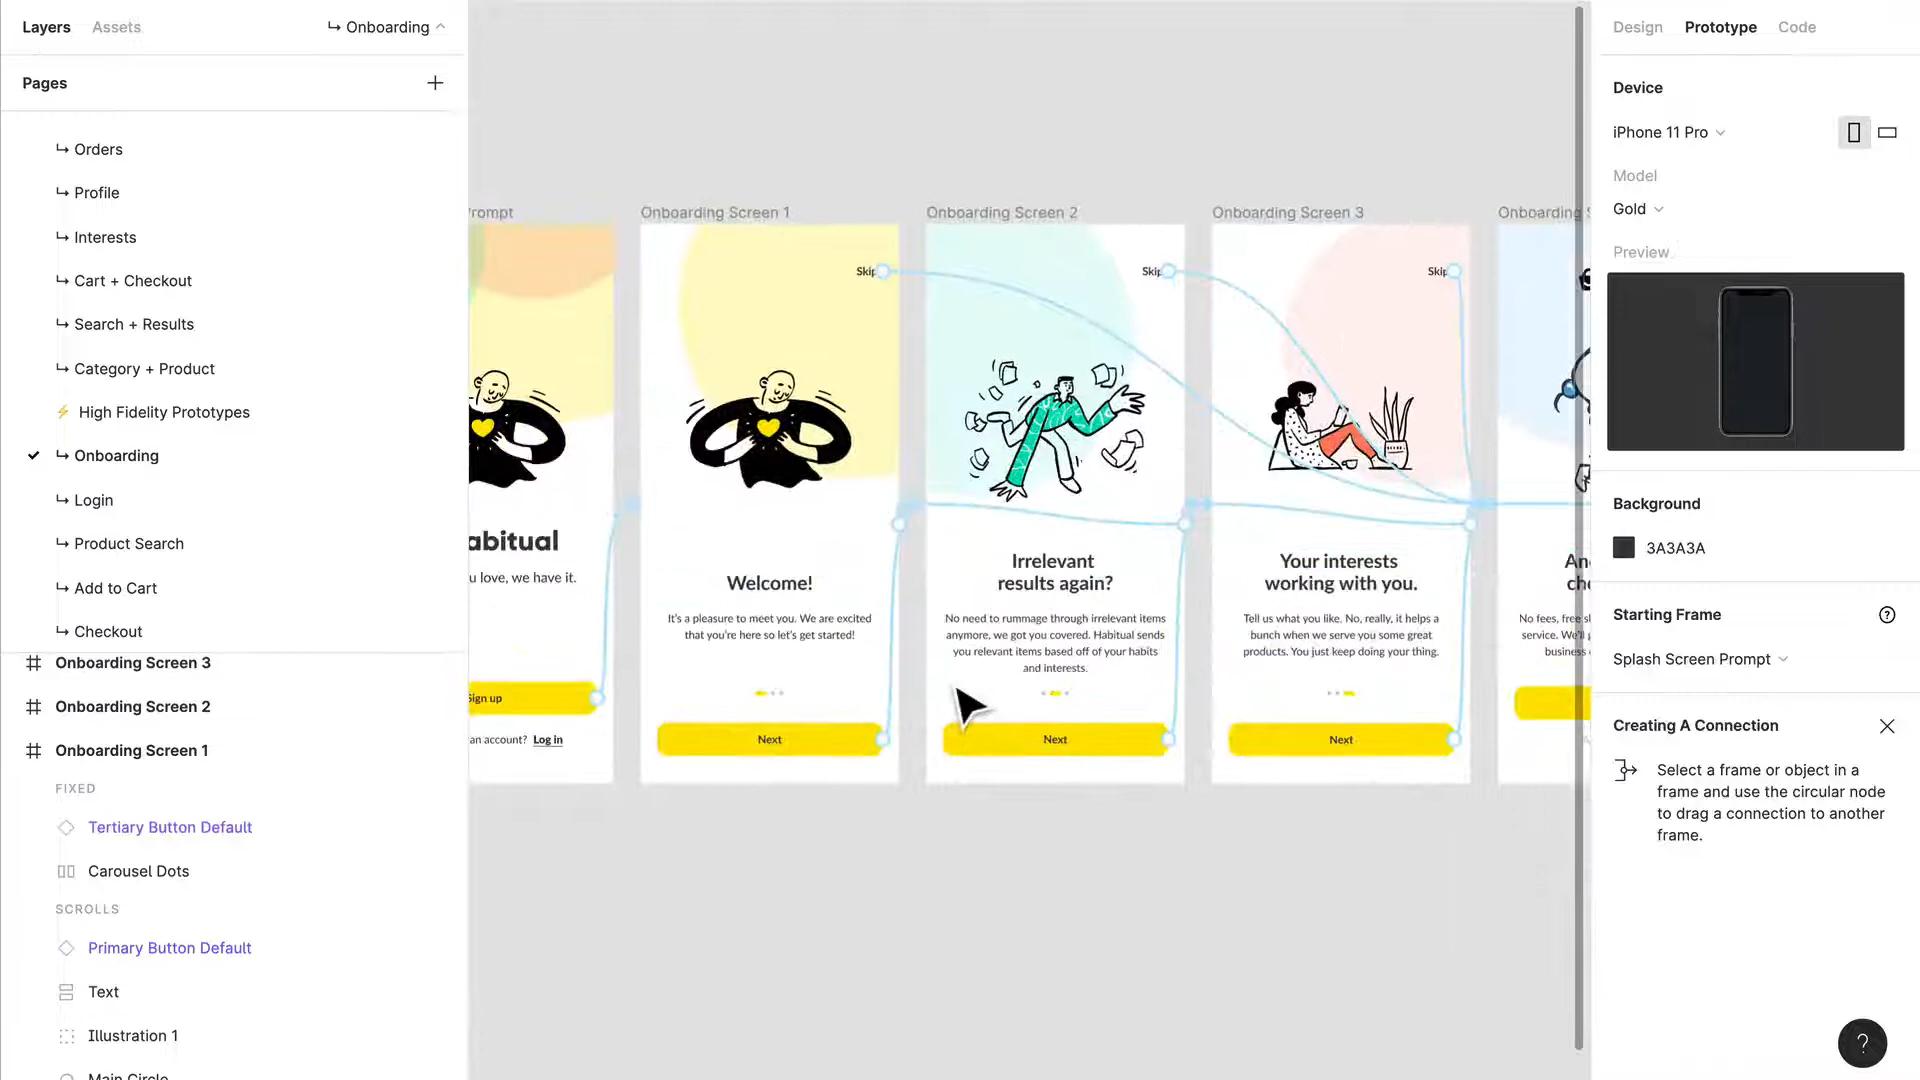 Layers
Assets
↳ Onboarding
Pages
↳ Orders
↳ Profile
↳ Interests
↳ Cart + Checkout
↳ Search + Results
↳ Category + Product
⚡ High Fidelity Prototypes
↳ Onboarding
↳ Login
↳ Product Search
↳ Add to Cart
↳ Checkout
Onboarding Screen 3
Onboarding Screen 2
Onboarding Screen 1
FIXED
Tertiary Button Default
Carousel Dots
SCROLLS
Primary Button Default
Text
Illustration 1
Main Circle
rompt
abitual
u love, we have it.
Sign up
an account? Log in
Onboarding Screen 1
Skip
Welcome!
It's a pleasure to meet you. We are excited
that you're here so let's get started!
Next
Onboarding Screen 2
Skip
Irrelevant
results again?
No need to rummage through irrelevant items
anymore, we got you covered. Habitual sends
you relevant items based off of your habits
and interests.
Next
Onboarding Screen 3
Skip
Your interests
working with you.
Tell us what you like. No, really, it helps a
bunch when we serve you some great
products. You just keep doing your thing.
Next
Onboarding
No fees, free
service. We'll
business
Design
Prototype
Code
Device
iPhone 11 Pro
Model
Gold
Preview
Background
3A3A3A
Starting Frame
?
Splash Screen Prompt
Creating A Connection
Select a frame or object in a
frame and use the circular node
to drag a connection to another
frame.
?